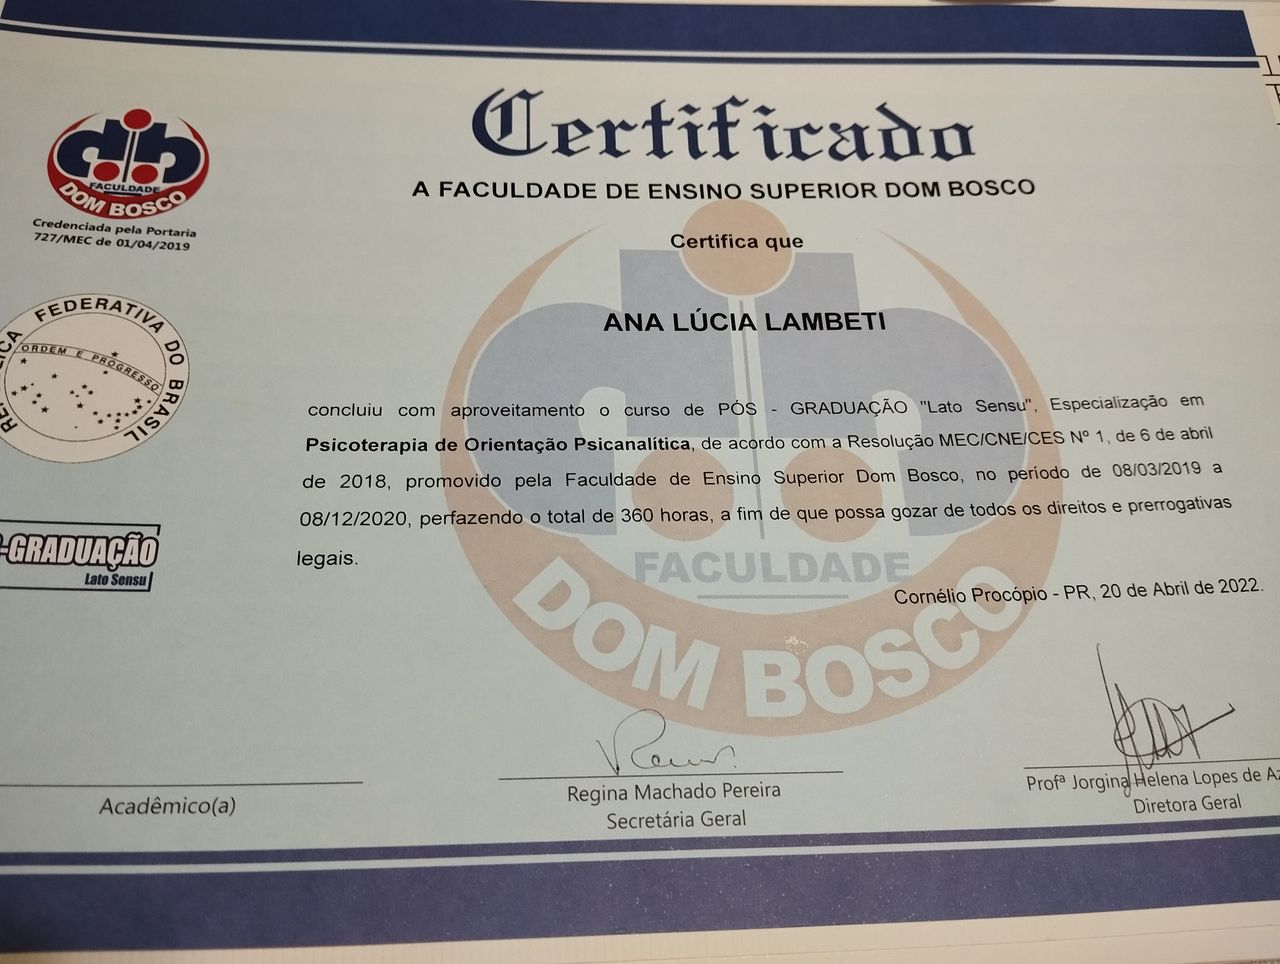 Certificado
A FACULDADE DE ENSINO SUPERIOR DOM BOSCO
Certifica que
ANA LÚCIA LAMBETI
concluiu com aproveitamento o curso de PÓS - GRADUAÇÃO "Lato Sensu", Especialização em
Psicoterapia de Orientação Psicanalítica, de acordo com a Resolução MEC/CNE/CES Nº 1, de 6 de abril
de 2018, promovido pela Faculdade de Ensino Superior Dom Bosco, no período de 08/03/2019 a
08/12/2020, perfazendo o total de 360 horas, a fim de que possa gozar de todos os direitos e prerrogativas
legais.
Cornélio Procópio - PR, 20 de Abril de 2022.
db
FACULDADE
DOM BOSCO
Credenciada pela Portaria
727/MEC de 01/04/2019
FEDERATIVA DO BRASIL
ORDEM E PROGRESSO
-GRADUAÇÃO
Lato Sensu
FACULDADE
DOM BOSCO
Acadêmico(a)
Regina Machado Pereira
Secretária Geral
Profª Jorgina Helena Lopes de
Diretora Geral